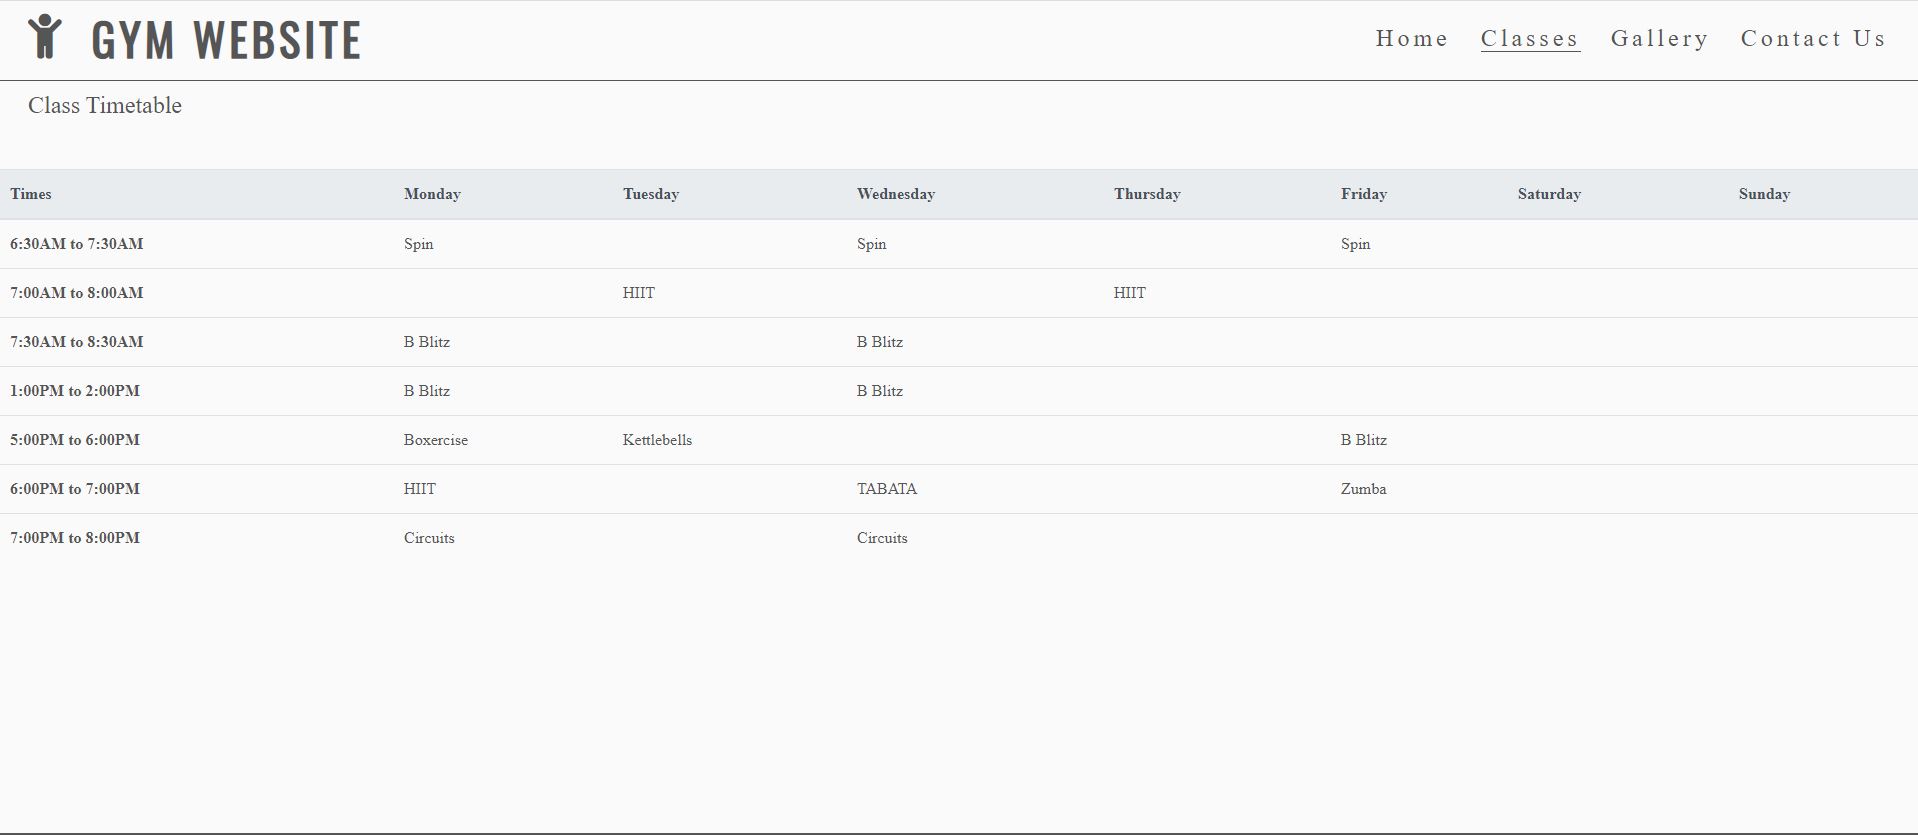 GYM WEBSITE Home Classes Gallery Contact Us
Class Timetable
Times Monday Tuesday Wednesday Thursday Friday Saturday Sunday
6:30AM to 7:30AM Spin Spin Spin
7:00AM to 8:00AM HIIT HIIT
7:30AM to 8:30AM B Blitz B Blitz
1:00PM to 2:00PM B Blitz B Blitz
5:00PM to 6:00PM Boxercise Kettlebells B Blitz
6:00PM to 7:00PM HIIT TABATA Zumba
7:00PM to 8:00PM Circuits Circuits